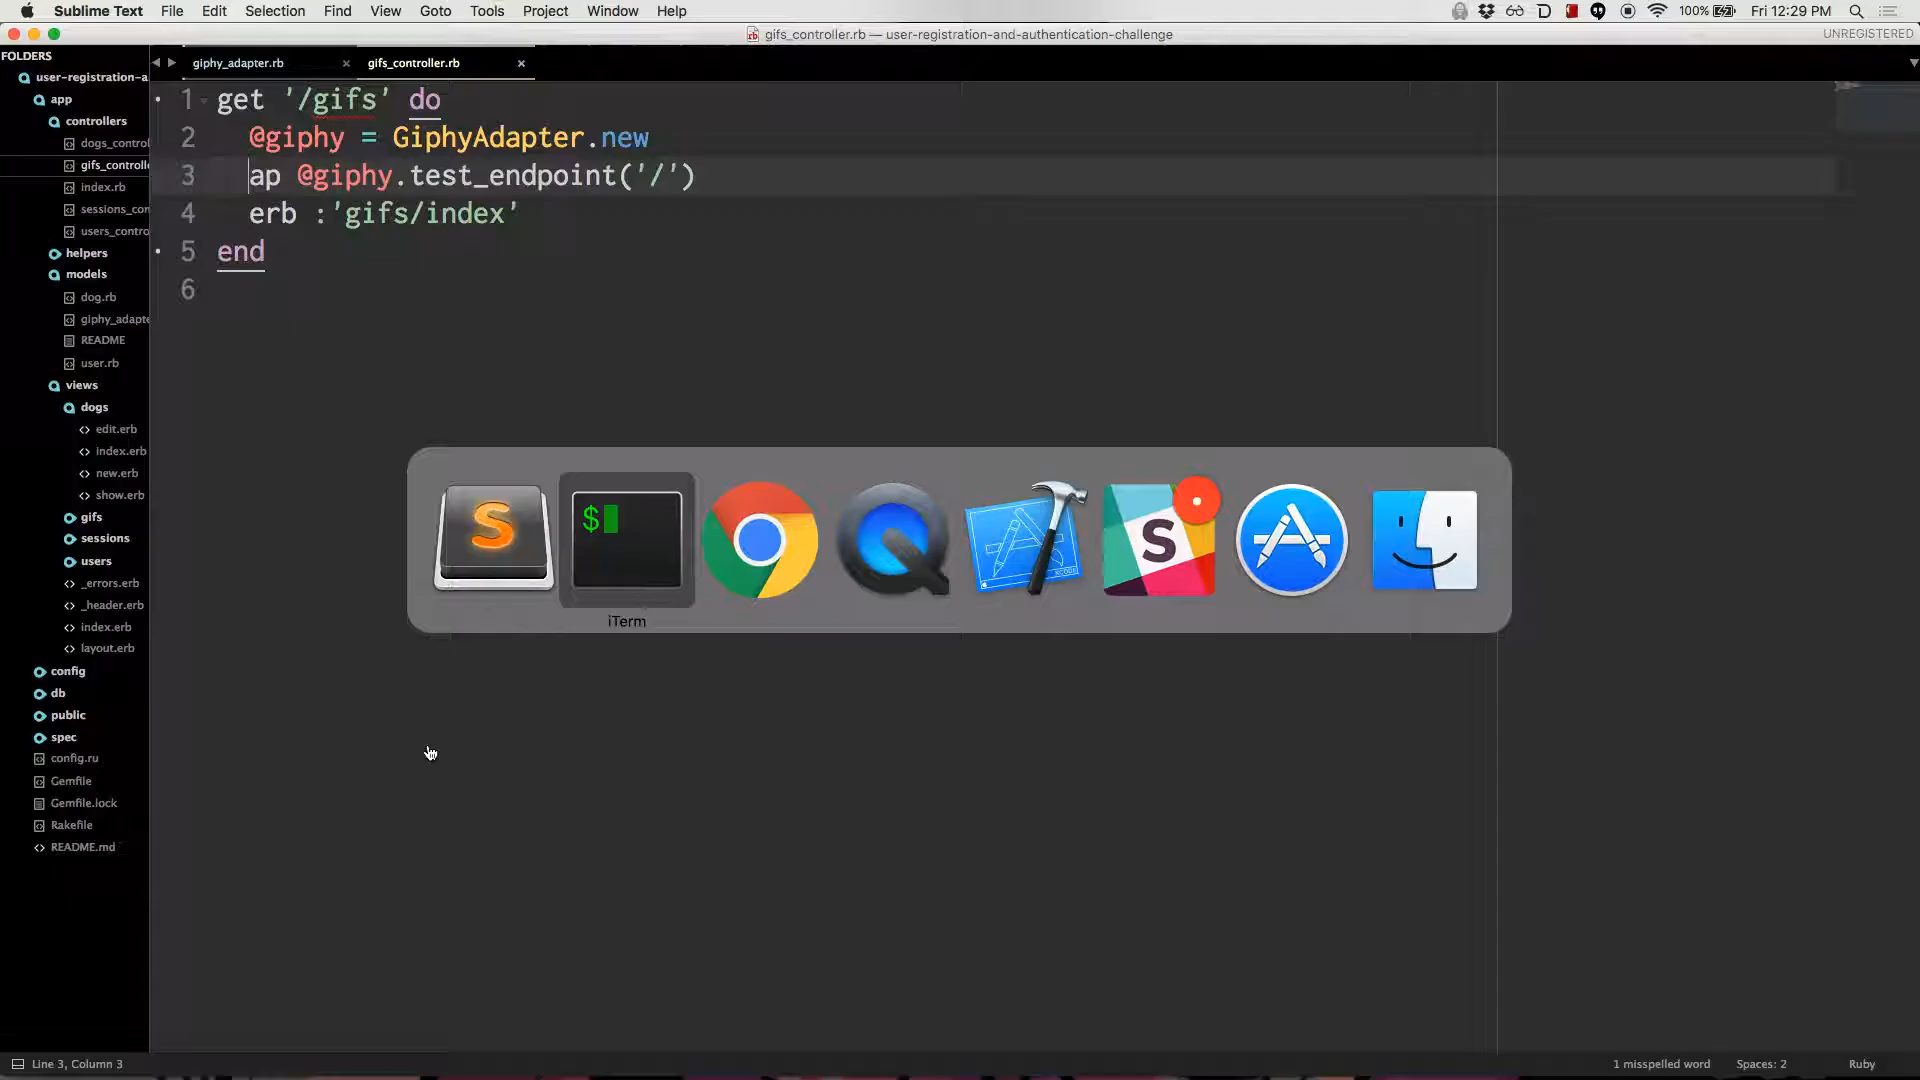 Sublime Text File Edit Selection Find View Goto Tools Project Window Help 100% Fri 12:29 PM
gifs_controller.rb — user-registration-and-authentication-challenge UNREGISTERED
FOLDERS
user-registration-a
app
controllers
dogs_control
gifs_controlle
index.rb
sessions_con
users_contro
helpers
models
dog.rb
giphy_adapte
README
user.rb
views
dogs
edit.erb
index.erb
new.erb
show.erb
gifs
sessions
users
_errors.erb
_header.erb
index.erb
layout.erb
config
db
public
spec
config.ru
Gemfile
Gemfile.lock
Rakefile
README.md
giphy_adapter.rb × gifs_controller.rb ×
1 get '/gifs' do
2 @giphy = GiphyAdapter.new
3 ap @giphy.test_endpoint('/')
4 erb :'gifs/index'
5 end
6
S $ S
iTerm
Line 3, Column 3 1 misspelled word Spaces: 2 Ruby